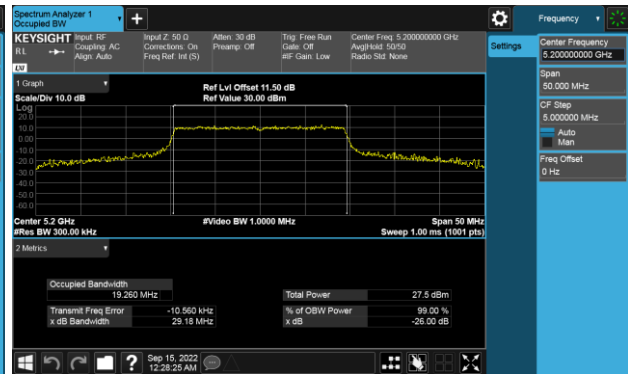 Spectrum Analyzer 1
Occupied BW
Frequency
KEYSIGHT
RL
Input: RF
Coupling: AC
Align: Auto
Input Z: 50 Ω
Corrections: On
Freq Ref: Int (S)
Atten: 30 dB
Preamp: Off
Trig: Free Run
Gate: Off
#IF Gain: Low
Center Freq: 5.200000000 GHz
Avg|Hold: 50/50
Radio Std: None
LXI
Settings
Center Frequency
5.200000000 GHz
Span
50.000 MHz
CF Step
5.000000 MHz
Auto
Man
Freq Offset
0 Hz
1 Graph
Scale/Div 10.0 dB
Ref Lvl Offset 11.50 dB
Ref Value 30.00 dBm
Log
20.0
10.0
0.00
-10.0
-20.0
-30.0
-40.0
-50.0
-60.0
Center 5.2 GHz
#Res BW 300.00 kHz
#Video BW 1.0000 MHz
Span 50 MHz
Sweep 1.00 ms (1001 pts)
2 Metrics
Occupied Bandwidth
19.260 MHz
Total Power 27.5 dBm
Transmit Freq Error -10.560 kHz
% of OBW Power 99.00 %
x dB Bandwidth 29.18 MHz
x dB -26.00 dB
Sep 15, 2022
12:28:25 AM